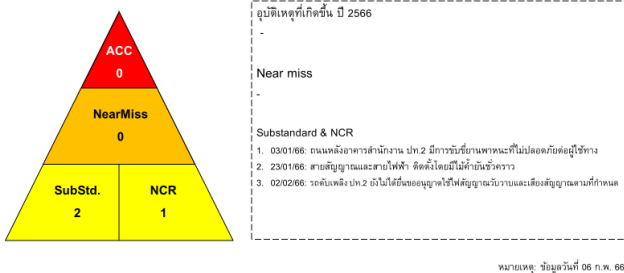 ACC
0
NearMiss
0
SubStd.
2
NCR
1
อุบัติเหตุที่เกิดขึ้น ปี 2566
-
Near miss
-
Substandard & NCR
1. 03/01/66: ถนนหลังอาคารสำนักงาน ปท.2 มีการขับขี่ยานพาหนะที่ไม่ปลอดภัยต่อผู้ใช้ทาง
2. 23/01/66: สายสัญญาณและสายไฟฟ้า ติดตั้งโดยมีไม้ค้ำยันชั่วคราว
3. 02/02/66: รถดับเพลิง ปท.2 ยังไม่ได้ยื่นขออนุญาตใช้ไฟสัญญาณวับวาบและเสียงสัญญาณตามที่กำหนด
หมายเหตุ: ข้อมูลวันที่ 06 ก.พ. 66